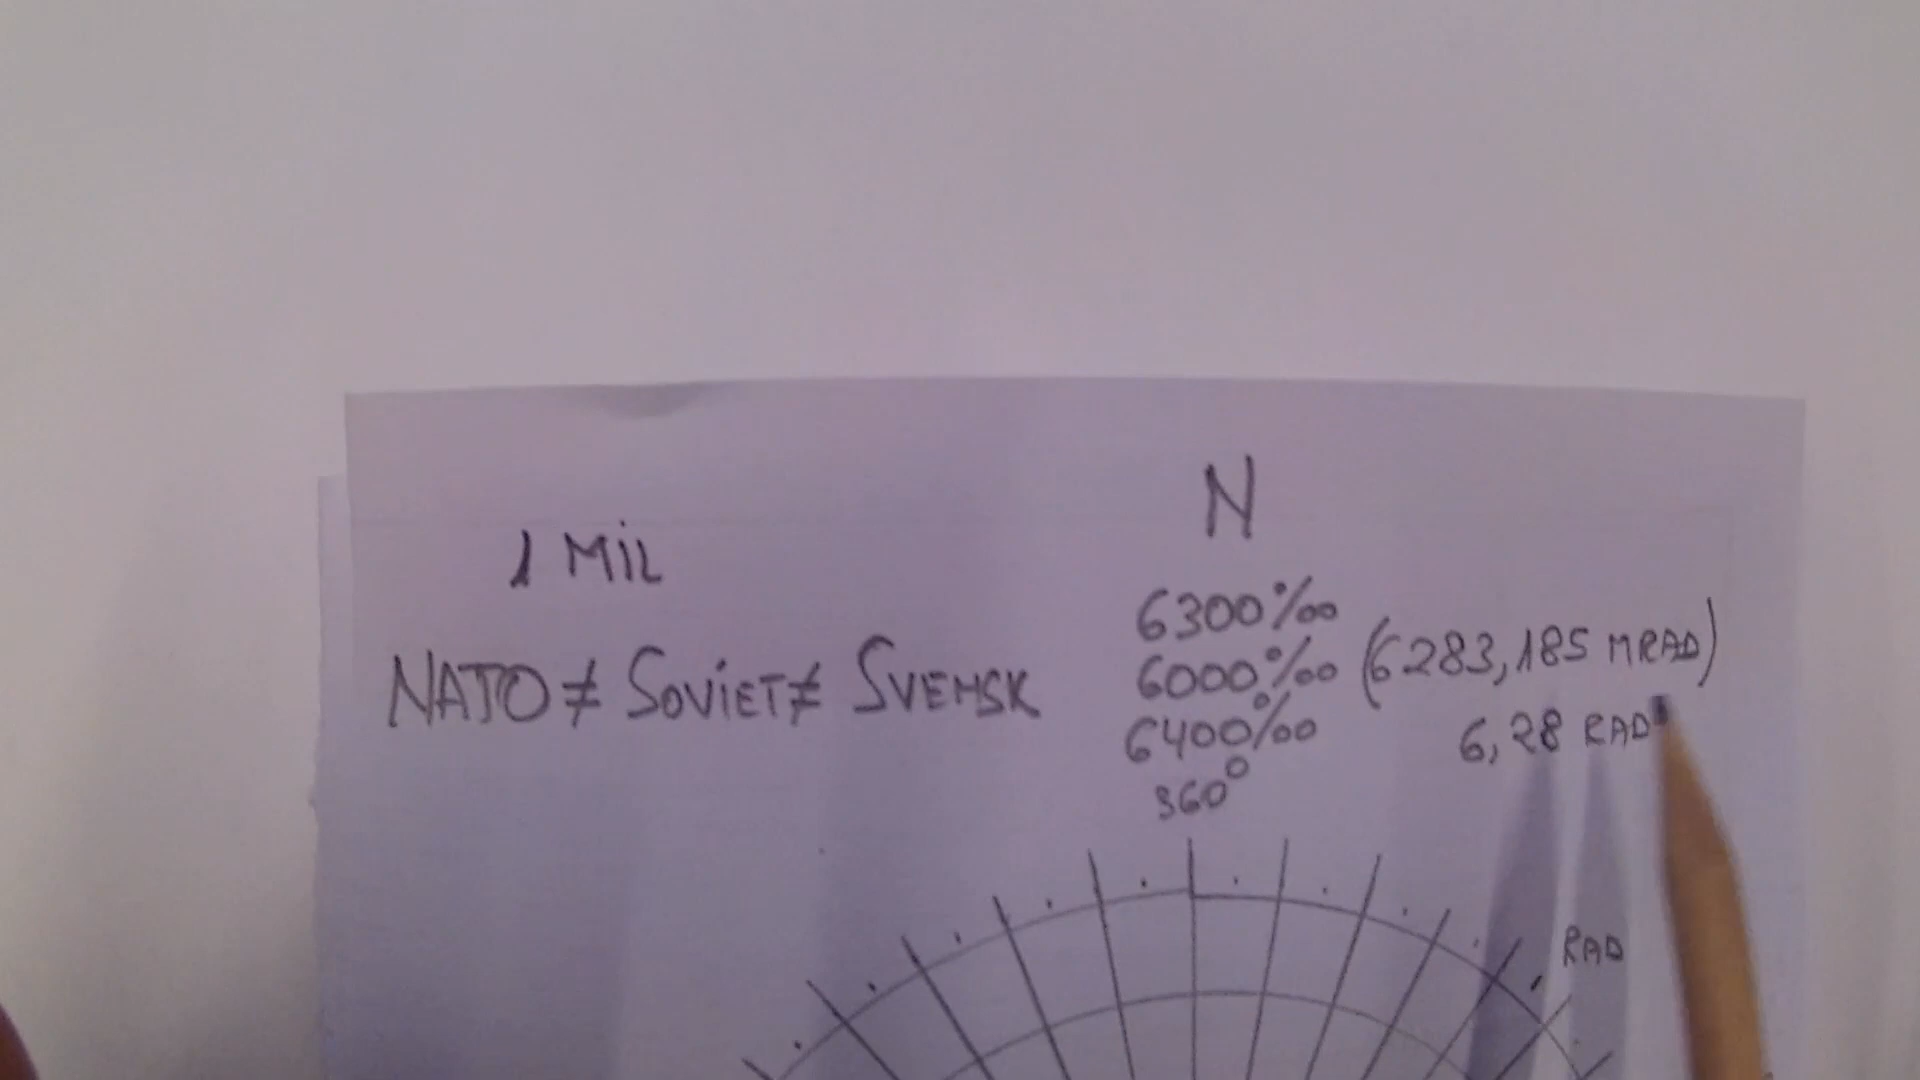 N
1 MiL
NATO ≠ SOViET ≠ SVENSK
6300‰
6000‰ (6283,185 MRAD)
6400‰ 6,28 RAD
360°
RAD